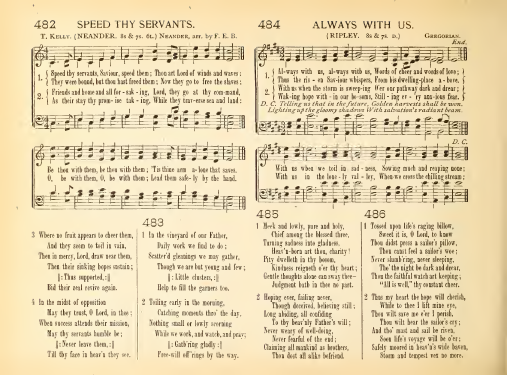 482 SPEED THY SERVANTS.
T. KELLY. (NEANDER. 8s & 7s. 6l.) NEANDER, arr. by F. E. B.
1. { Speed thy servants, Saviour, speed them; Thou art Lord of winds and waves;
They were bound, but thou hast freed them; Now they go to free the slaves:
2. { Friends and home and all for - sak - ing, Lord, they go at thy com-mand,
As their stay thy prom-ise tak - ing, While they trav-erse sea and land:
Be thou with them, be thou with them; 'Tis thine arm a-lone that saves.
O, be with them, O, be with them; Lead them safe-ly by the hand.
3 Where no fruit appears to cheer them,
And they seem to toil in vain,
Then in mercy, Lord, draw near them,
Then their sinking hopes sustain;
||: Thus supported, :||
Bid their zeal revive again.
4 In the midst of opposition
May they trust, O Lord, in thee;
When success attends their mission,
May thy servants humble be;
||: Never leave them, :||
Till thy face in heav'n they see.
483
1 In the vineyard of our Father,
Daily work we find to do;
Scatter'd gleanings we may gather,
Though we are but young and few;
||: Little clusters, :||
Help to fill the garners too.
2 Toiling early in the morning,
Catching moments thro' the day,
Nothing small or lowly scorning
While we work, and watch, and pray;
||: Gath'ring gladly :||
Free-will off'rings by the way.
484 ALWAYS WITH US.
(RIPLEY. 8s & 7s. D.) GREGORIAN.
End.
1. { Al-ways with us, al-ways with us, Words of cheer and words of love;
Thus the ris - en Saviour whispers, From his dwelling-place a - bove.
2. { With us when the storm is sweep-ing O'er our pathway dark and drear;
Wak-ing hope with - in our bo-soms, Still - ing ev - 'ry anx-ious fear.
D. C. Telling us that in the future, Golden harvests shall be won.
Lighting up the gloomy shadows With salvation's radiant beam.
D. C.
With us when we toil in sad - ness, Sowing much and reaping none;
With us in the lone - ly val - ley, When we cross the chilling stream;
485
1 Meek and lowly, pure and holy,
Chief among the blessed three,
Turning sadness into gladness,
Heav'n-born art thou, charity!
Pity dwelleth in thy bosom,
Kindness reigneth o'er thy heart;
Gentle thoughts alone can sway thee—
Judgment hath in thee no part.
2 Hoping ever, failing never,
Though deceived, believing still;
Long abiding, all confiding
To thy heav'nly Father's will;
Never weary of well-doing,
Never fearful of the end;
Claiming all mankind as brothers,
Thou dost all alike befriend.
486
1 Tossed upon life's raging billow,
Sweet it is, O Lord, to know
Thou didst press a sailor's pillow,
Thou canst feel a sailor's woe;
Never slumb'ring, never sleeping,
Tho' the night be dark and drear,
Thou the faithful watch art keeping,
"All is well," thy constant cheer.
2 Thus my heart the hope will cherish,
While to thee I lift mine eye,
Thou wilt save me e'er I perish,
Thou wilt hear the sailor's cry;
And tho' mast and sail be riven,
Soon life's voyage will be o'er;
Safely moored in heav'n's wide haven,
Storm and tempest vex no more.